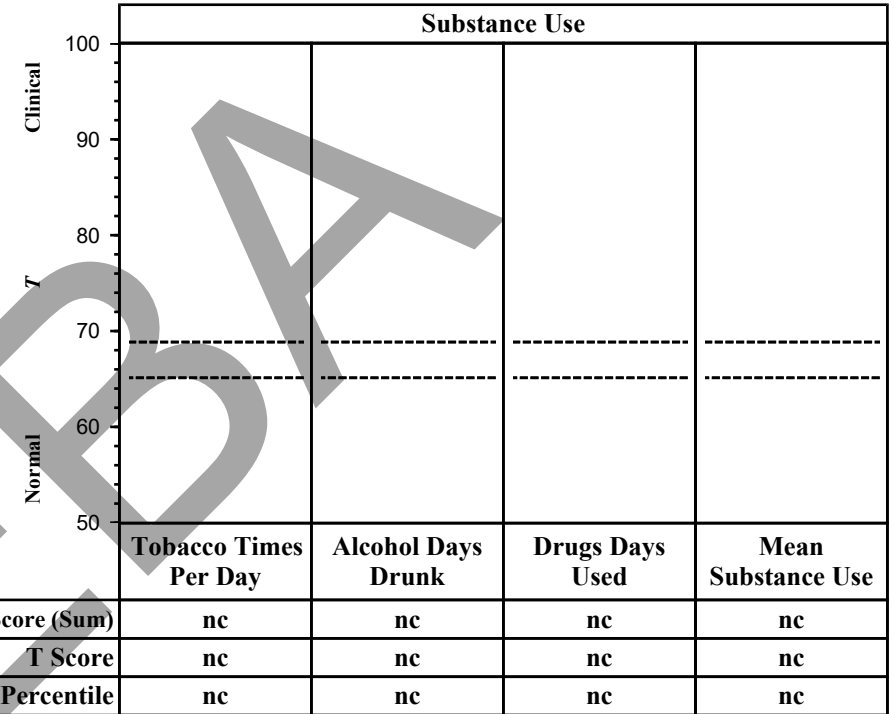 Substance Use
100
Clinical
90
80
T
70
60
Normal
50
Tobacco Times Per Day
Alcohol Days Drunk
Drugs Days Used
Mean Substance Use
(Sum) nc nc nc nc
T Score nc nc nc nc
Percentile nc nc nc nc
BA